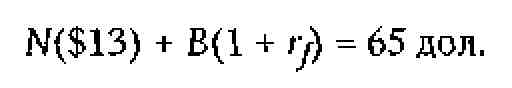 N($13) + B(1 + r_f) = 65 дол.